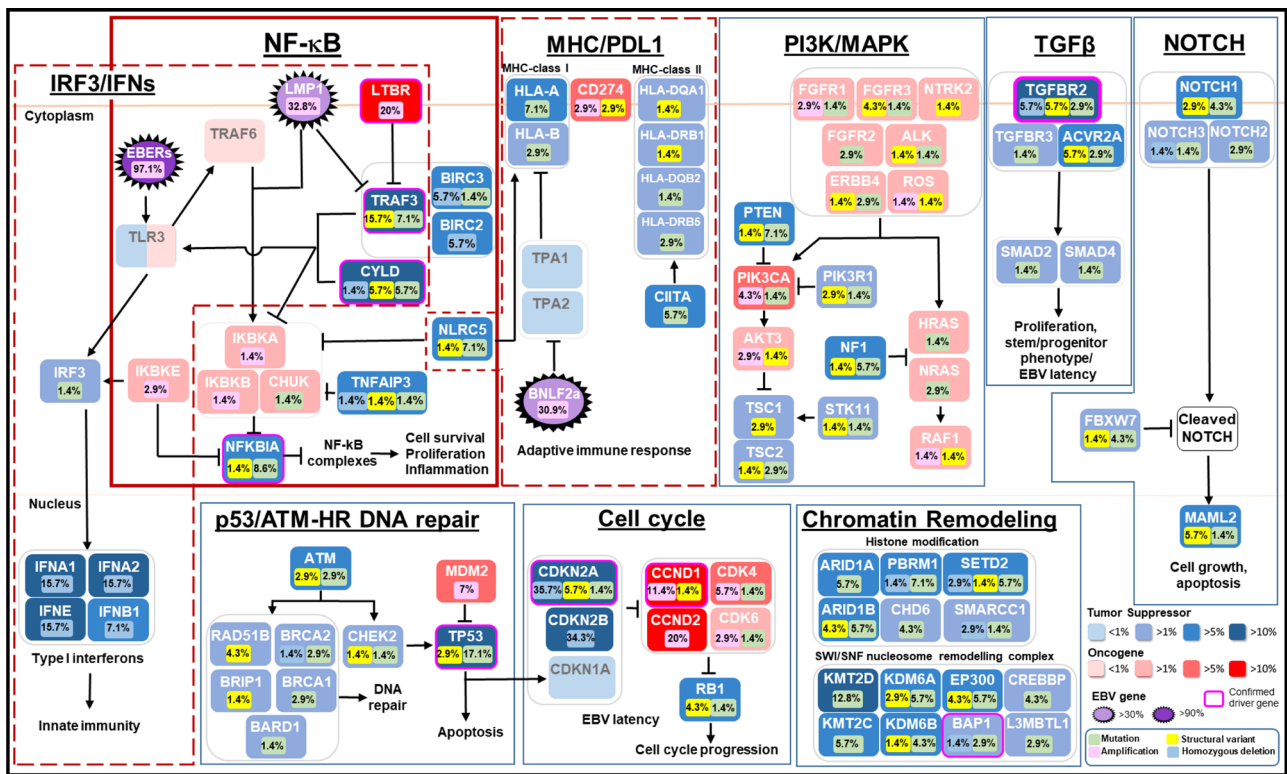 NF-κB
IRF3/IFNs
Cytoplasm
EBERs
97.1%
TRAF6
TLR3
LMP1
32.8%
LTBR
20%
TRAF3
15.7% 7.1%
BIRC3
5.7% 1.4%
BIRC2
5.7%
CYLD
1.4% 5.7% 5.7%
IKBKA
1.4%
IKBKB
1.4%
CHUK
1.4%
TNFAIP3
1.4% 1.4% 1.4%
NLRC5
1.4% 7.1%
IRF3
1.4%
IKBKE
2.9%
NFKBIA
1.4% 8.6%
NF-kB
complexes
Cell survival
Proliferation
Inflammation
Nucleus
IFNA1
15.7%
IFNA2
15.7%
IFNE
15.7%
IFNB1
7.1%
Type I interferons
Innate immunity
MHC/PDL1
MHC-class I
MHC-class II
HLA-A
7.1%
HLA-B
2.9%
CD274
2.9% 2.9%
HLA-DQA1
1.4%
HLA-DRB1
1.4%
HLA-DQB2
1.4%
HLA-DRB5
2.9%
TPA1
TPA2
CIITA
5.7%
BNLF2a
30.9%
Adaptive immune response
PI3K/MAPK
FGFR1
2.9% 1.4%
FGFR3
4.3% 1.4%
NTRK2
1.4%
FGFR2
2.9%
ALK
1.4% 1.4%
ERBB4
1.4% 2.9%
ROS
1.4% 1.4%
PTEN
1.4% 7.1%
PIK3CA
4.3% 1.4%
PIK3R1
2.9% 1.4%
AKT3
2.9% 1.4%
NF1
1.4% 5.7%
HRAS
1.4%
NRAS
2.9%
TSC1
2.9%
STK11
1.4% 1.4%
TSC2
1.4% 2.9%
RAF1
1.4% 1.4%
TGFβ
TGFBR2
5.7% 5.7% 2.9%
TGFBR3
1.4%
ACVR2A
5.7% 2.9%
SMAD2
1.4%
SMAD4
1.4%
Proliferation,
stem/progenitor
phenotype/
EBV latency
NOTCH
NOTCH1
2.9% 4.3%
NOTCH3
1.4% 1.4%
NOTCH2
2.9%
FBXW7
1.4% 4.3%
Cleaved
NOTCH
MAML2
5.7% 1.4%
Cell growth,
apoptosis
p53/ATM-HR DNA repair
ATM
2.9% 2.9%
MDM2
7%
RAD51B
4.3%
BRCA2
1.4% 2.9%
CHEK2
1.4% 1.4%
TP53
2.9% 17.1%
BRIP1
1.4%
BRCA1
2.9%
BARD1
1.4%
DNA
repair
Apoptosis
Cell cycle
CDKN2A
35.7% 5.7% 1.4%
CDKN2B
34.3%
CDKN1A
EBV latency
CCND1
11.4% 1.4%
CDK4
5.7% 1.4%
CCND2
20%
CDK6
2.9% 1.4%
RB1
4.3% 1.4%
Cell cycle progression
Chromatin Remodeling
Histone modification
ARID1A
5.7%
PBRM1
1.4% 7.1%
SETD2
2.9% 1.4% 5.7%
ARID1B
4.3% 5.7%
CHD6
4.3%
SMARCC1
2.9% 1.4%
SWI/SNF nucleosome remodelling complex
KMT2D
12.8%
KDM6A
2.9% 5.7%
EP300
4.3% 5.7%
CREBBP
4.3%
KMT2C
5.7%
KDM6B
1.4% 4.3%
BAP1
1.4% 2.9%
L3MBTL1
2.9%
Tumor Suppressor
<1% >1% >5% >10%
Oncogene
<1% >1% >5% >10%
EBV gene
>30% >90%
Confirmed
driver gene
Mutation
Structural variant
Amplification
Homozygous deletion